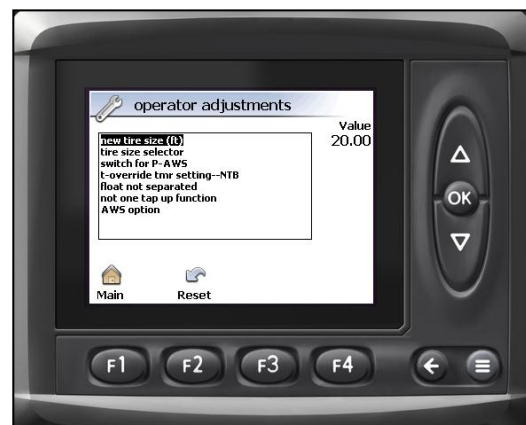 operator adjustments
Value
20.00
new tire size (ft)
tire size selector
switch for P-AWS
t-override tmr setting--NTB
float not separated
not one tap up function
AWS option
Main
Reset
OK
F1
F2
F3
F4